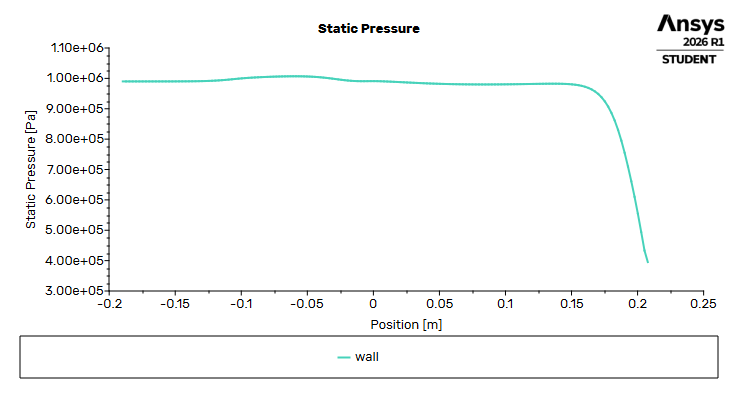 Static Pressure
Ansys
2026 R1
STUDENT
1.10e+06
1.00e+06
9.00e+05
8.00e+05
7.00e+05
6.00e+05
5.00e+05
4.00e+05
3.00e+05
Static Pressure [Pa]
-0.2 -0.15 -0.1 -0.05 0 0.05 0.1 0.15 0.2 0.25
Position [m]
wall